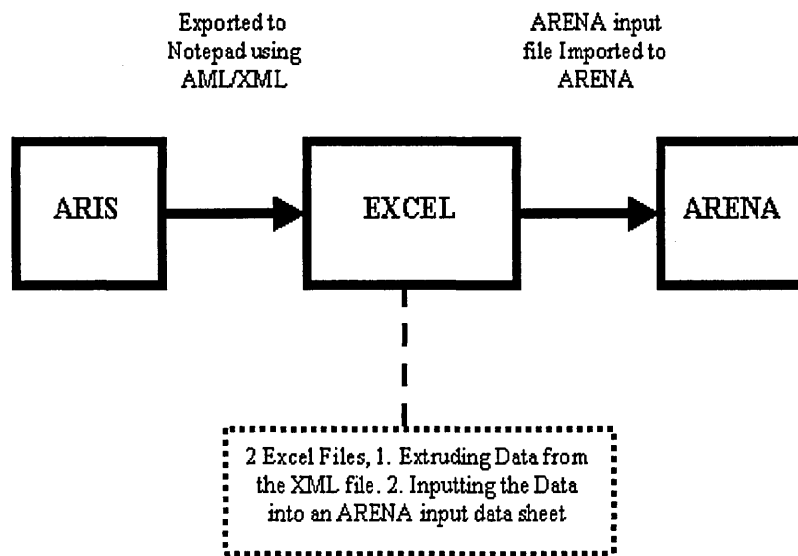 Exported to
Notepad using
AML/XML
ARENA input
file Imported to
ARENA
ARIS
EXCEL
ARENA
2 Excel Files, 1. Extruding Data from
the XML file. 2. Inputting the Data
into an ARENA input data sheet